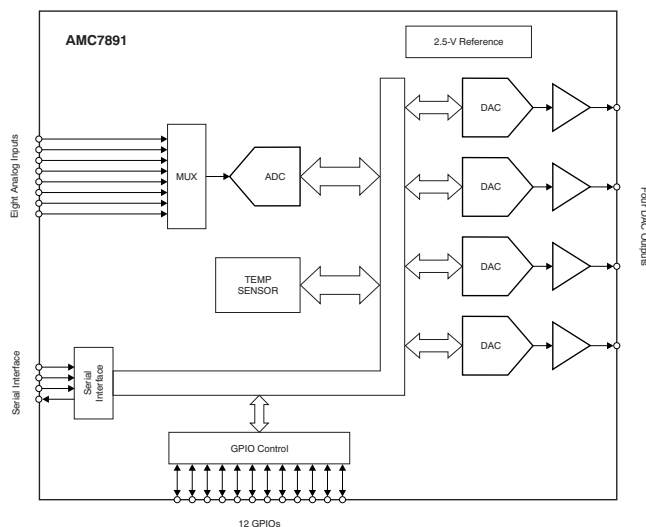 AMC7891
2.5-V Reference
Eight Analog Inputs
MUX
ADC
DAC
DAC
DAC
DAC
Four DAC Outputs
TEMP
SENSOR
Serial Interface
Serial
Interface
GPIO Control
12 GPIOs